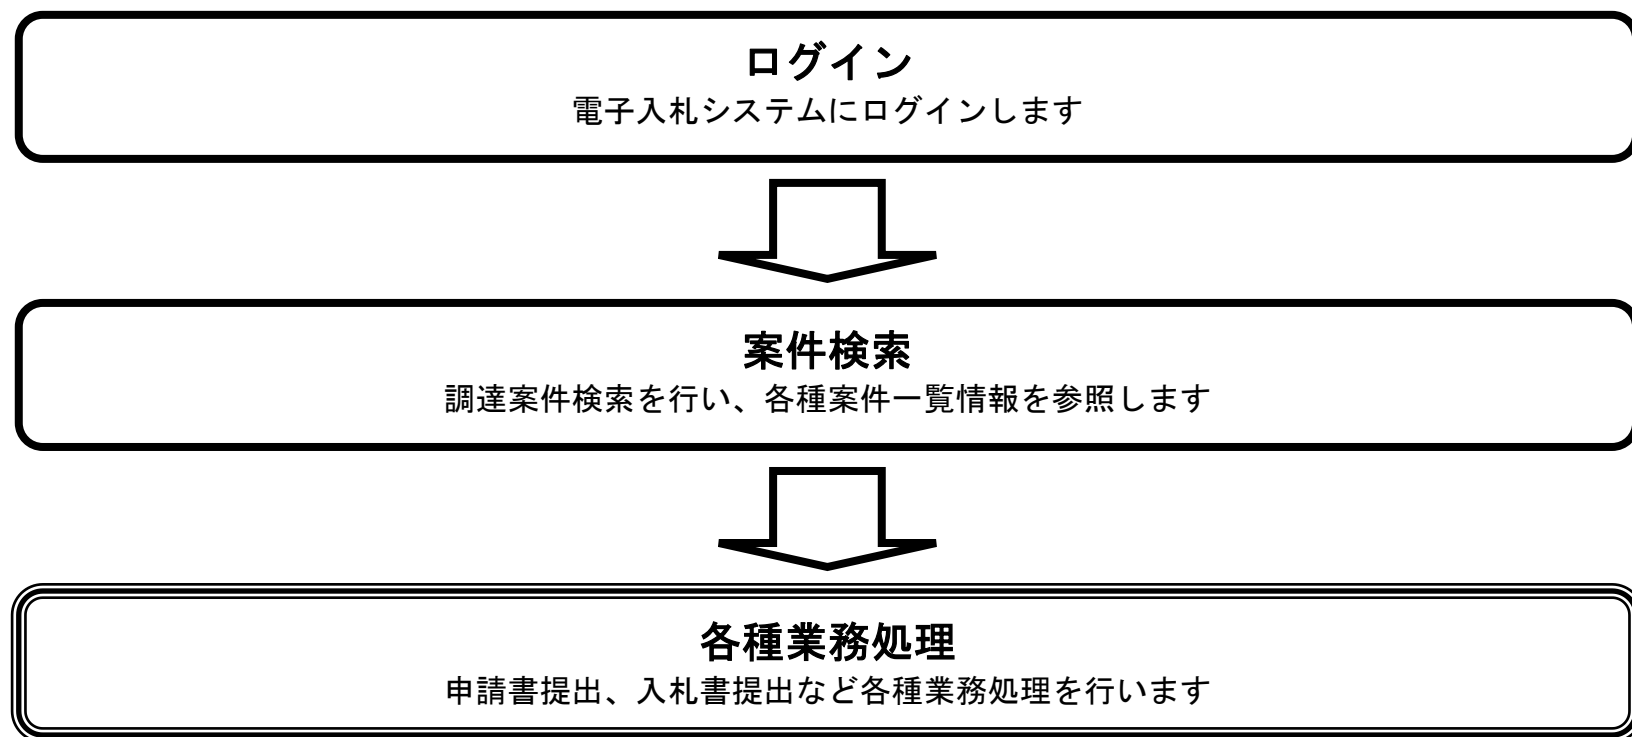 ログイン
電子入札システムにログインします
案件検索
調達案件検索を行い、各種案件一覧情報を参照します
各種業務処理
申請書提出、入札書提出など各種業務処理を行います